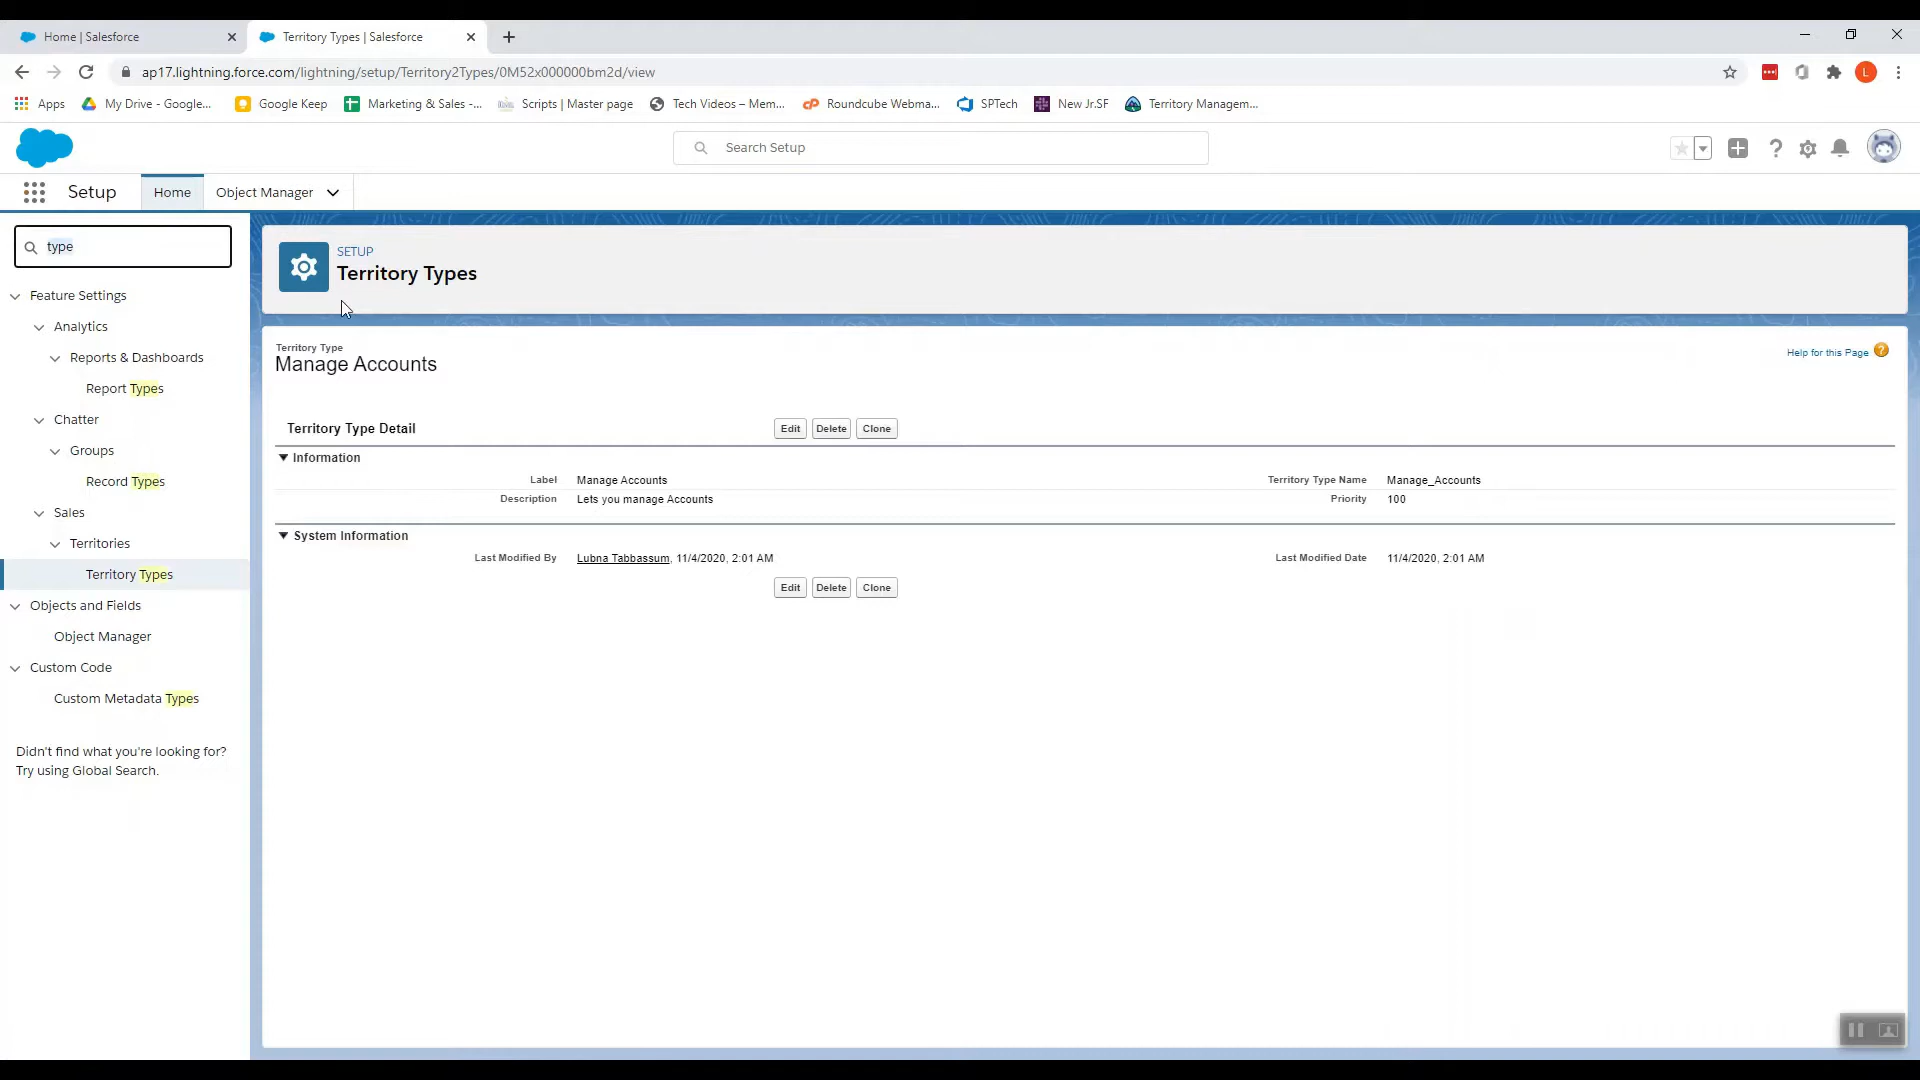 Home | Salesforce
Territory Types | Salesforce
ap17.lightning.force.com/lightning/setup/Territory2Types/0M52x000000bm2d/view
L
Apps
My Drive - Google...
Google Keep
Marketing & Sales -...
Scripts | Master page
Tech Videos – Mem...
Roundcube Webma...
SPTech
New Jr.SF
Territory Managem...
Search Setup
Setup
Home
Object Manager
type
Feature Settings
Analytics
Reports & Dashboards
Report Types
Chatter
Groups
Record Types
Sales
Territories
Territory Types
Objects and Fields
Object Manager
Custom Code
Custom Metadata Types
Didn't find what you're looking for?
Try using Global Search.
SETUP
Territory Types
Territory Type
Manage Accounts
Help for this Page
Territory Type Detail
Edit Delete Clone
Information
Label Manage Accounts Territory Type Name Manage_Accounts
Description Lets you manage Accounts Priority 100
System Information
Last Modified By Lubna Tabbassum, 11/4/2020, 2:01 AM Last Modified Date 11/4/2020, 2:01 AM
Edit Delete Clone